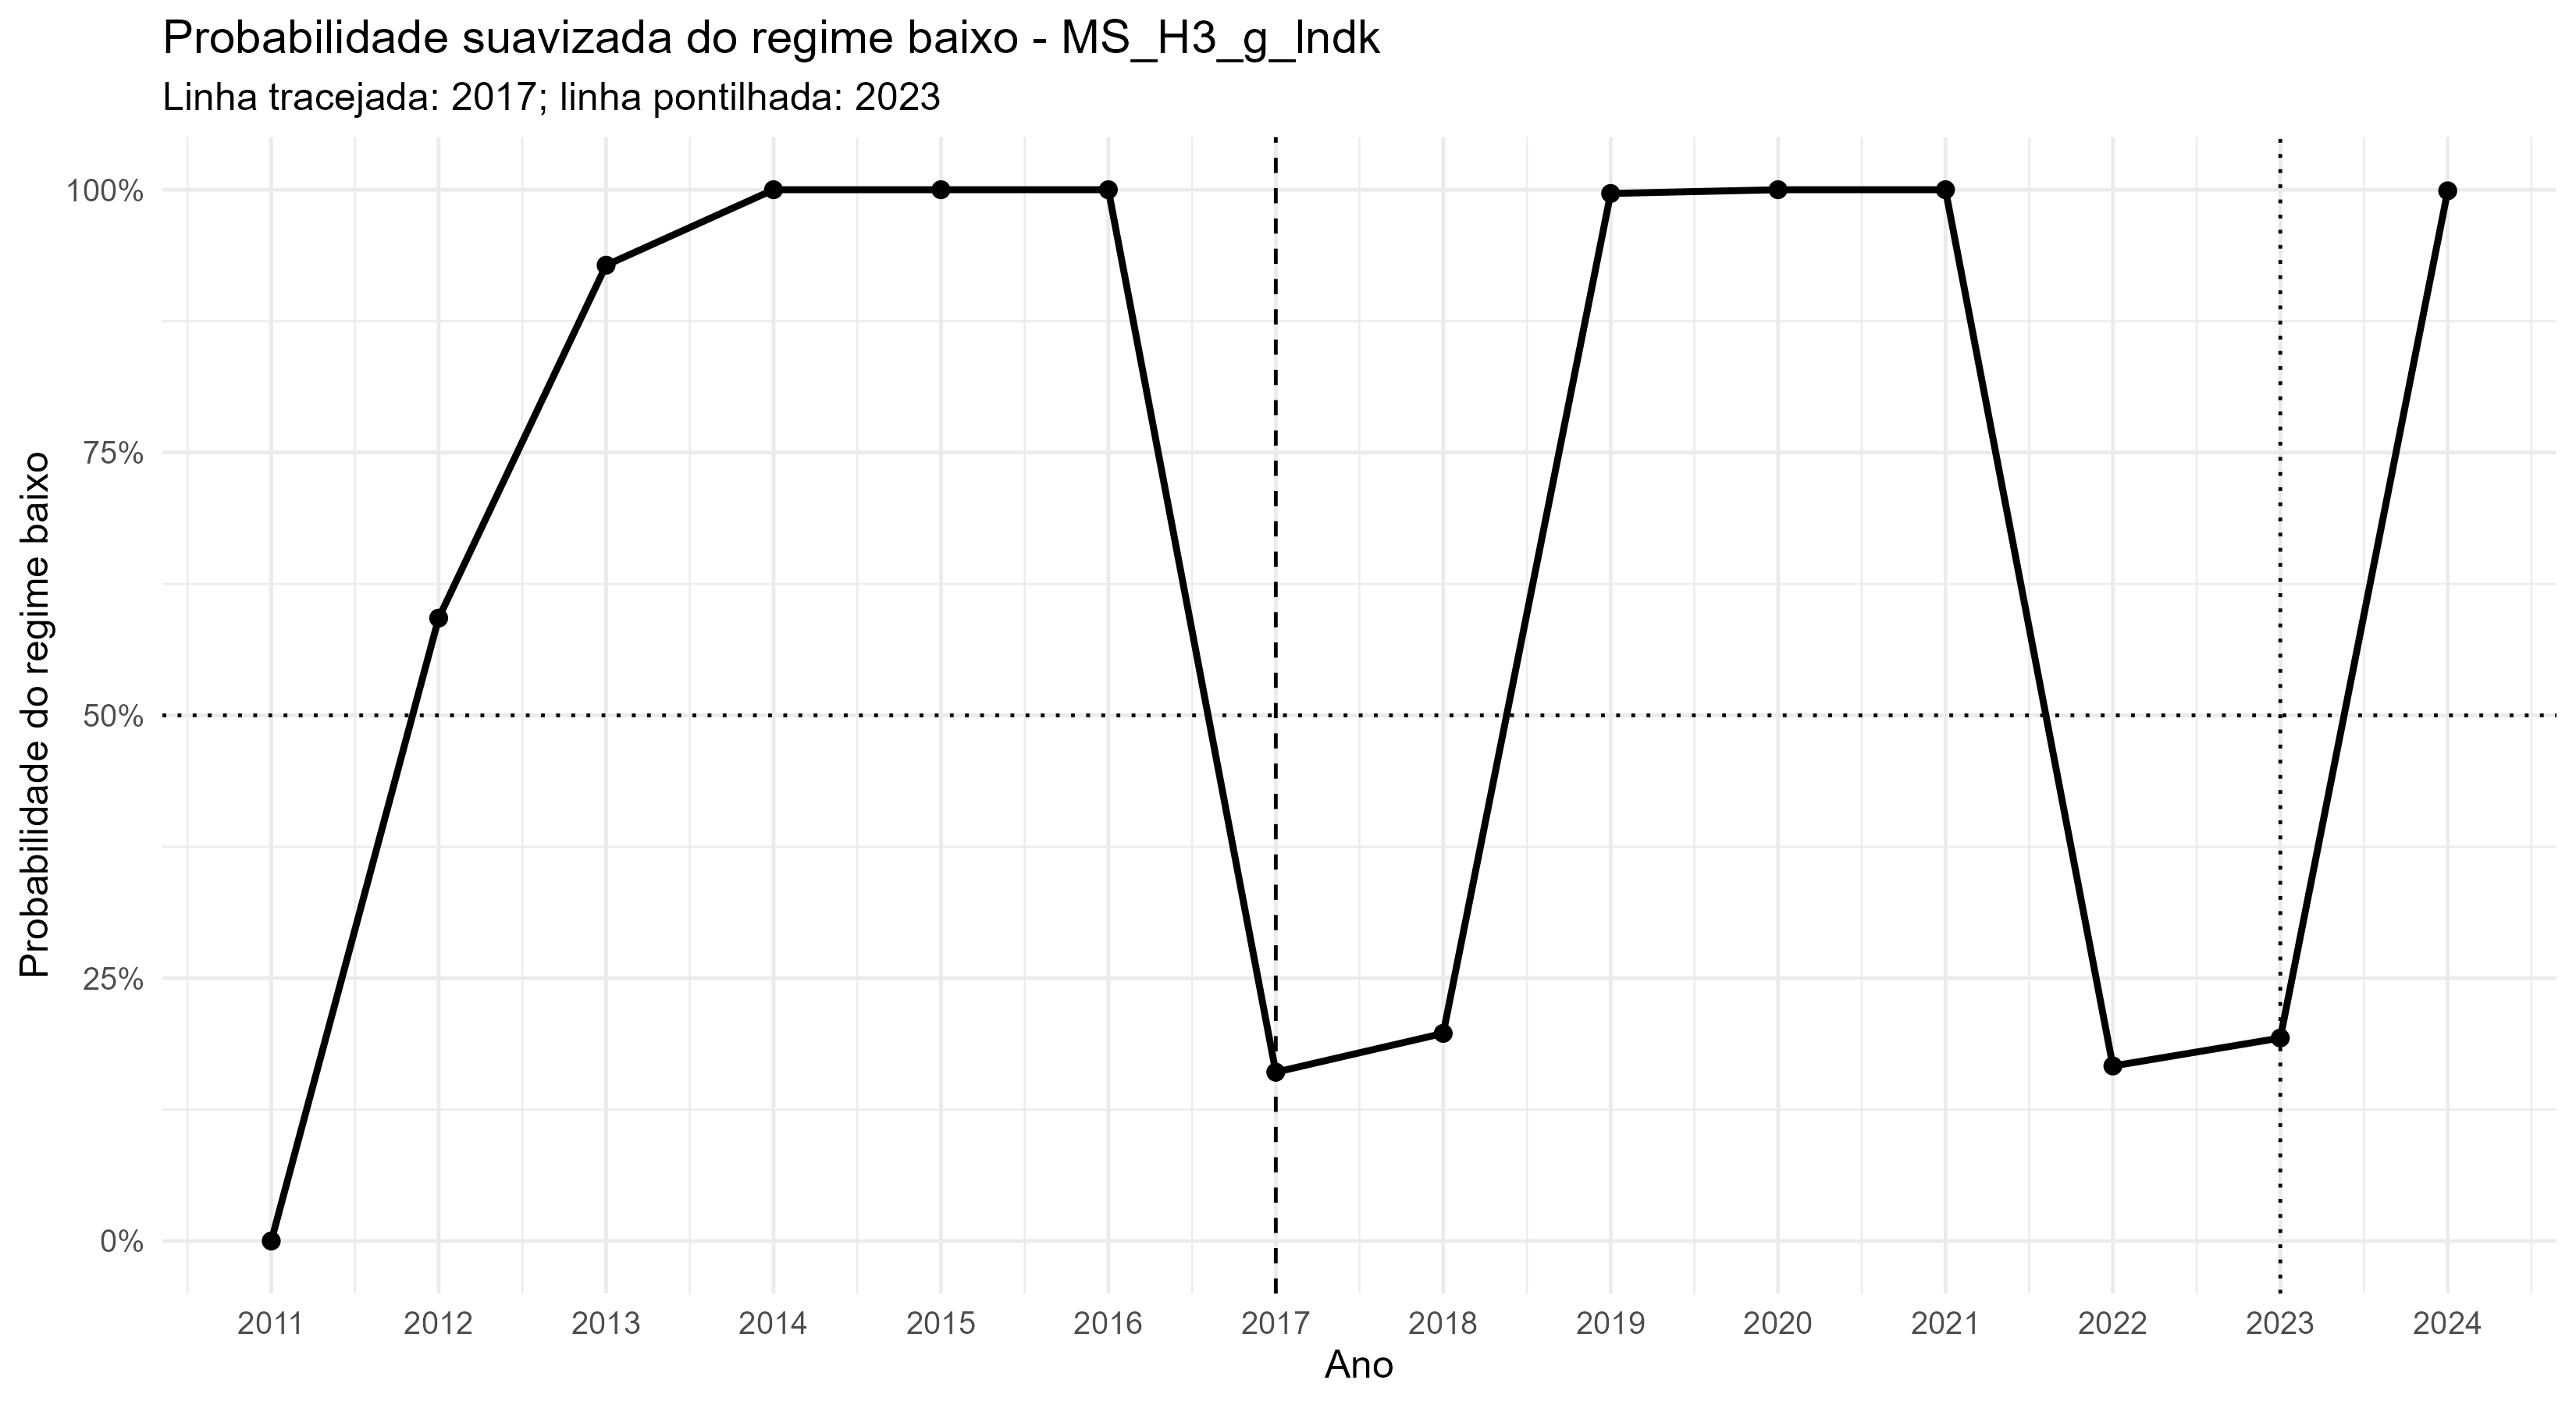 Probabilidade suavizada do regime baixo - MS_H3_g_lndk
Linha tracejada: 2017; linha pontilhada: 2023
Probabilidade do regime baixo
100%
75%
50%
25%
0%
2011 2012 2013 2014 2015 2016 2017 2018 2019 2020 2021 2022 2023 2024
Ano